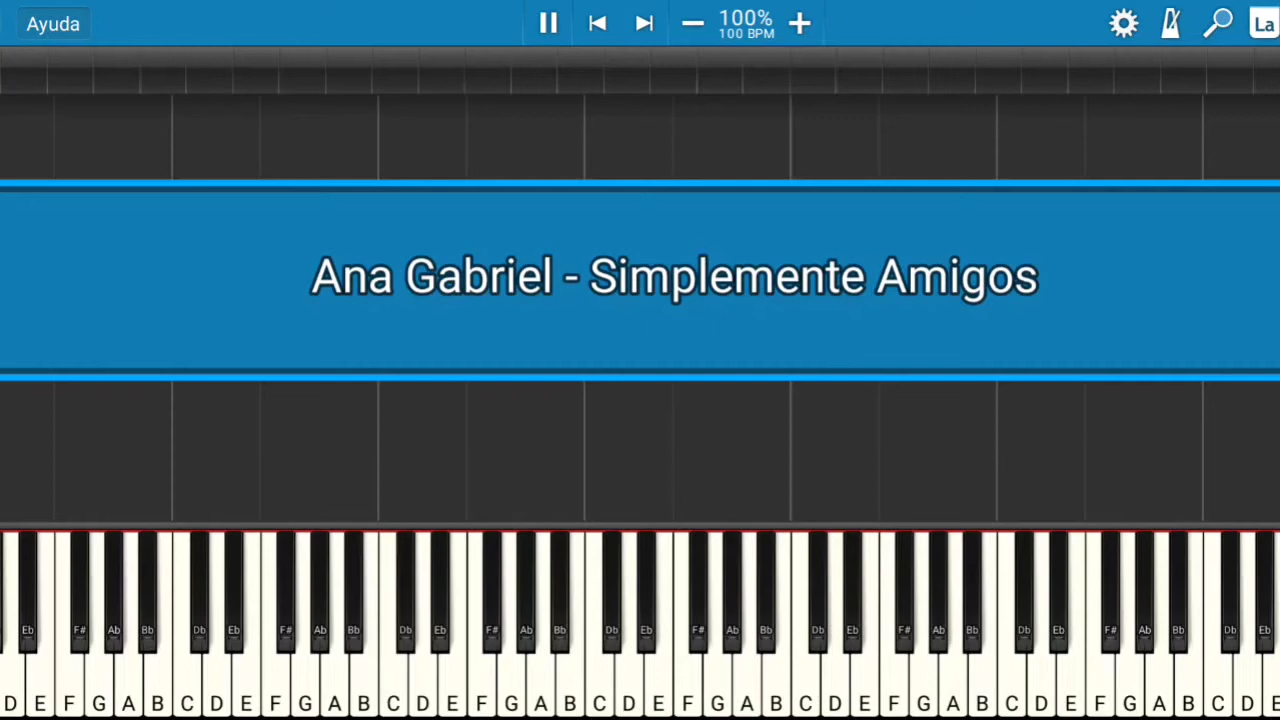 Ayuda
100%
100 BPM
La
Ana Gabriel - Simplemente Amigos
Eb F# Ab Bb Db Eb F# Ab Bb Db Eb F# Ab Bb Db Eb F# Ab Bb Db Eb F# Ab Bb Db Eb F# Ab Bb Db Eb
D E F G A B C D E F G A B C D E F G A B C D E F G A B C D E F G A B C D E F G A B C D E